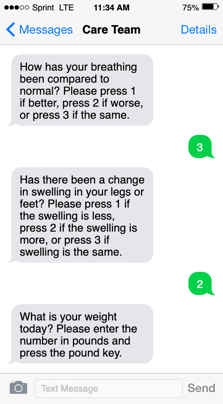 Sprint LTE 11:34 AM 75%
Messages Care Team Details
How has your breathing
been compared to
normal? Please press 1
if better, press 2 if worse,
or press 3 if the same.
3
Has there been a change
in swelling in your legs or
feet? Please press 1 if
the swelling is less,
press 2 if the swelling is
more, or press 3 if
swelling is the same.
2
What is your weight
today? Please enter the
number in pounds and
press the pound key.
Text Message Send